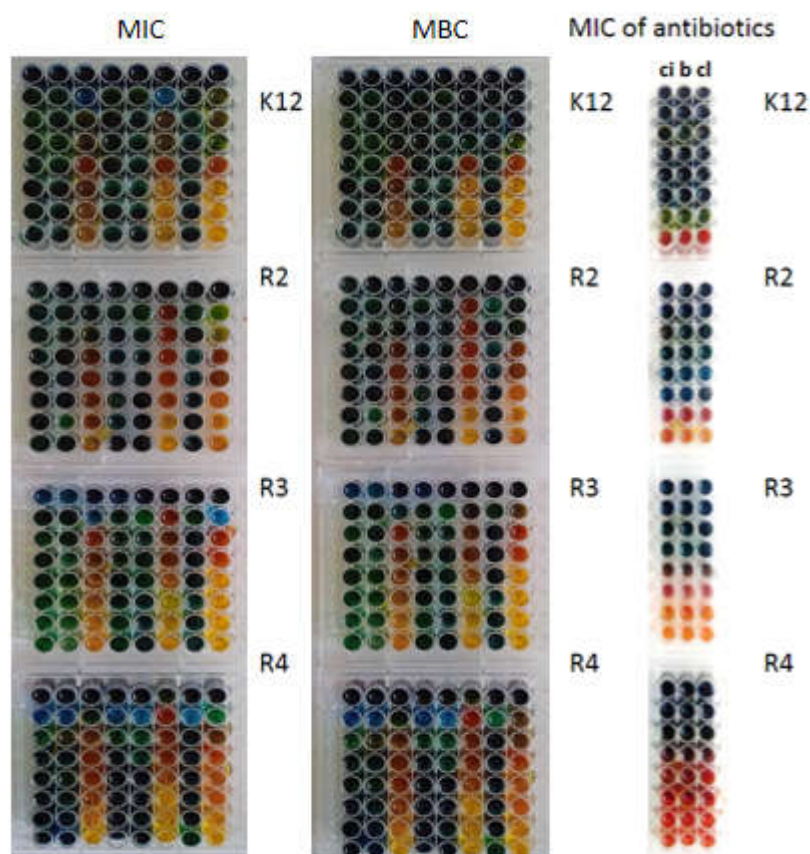 MIC MBC MIC of antibiotics
ci b cl
K12 K12 K12
R2 R2 R2
R3 R3 R3
R4 R4 R4